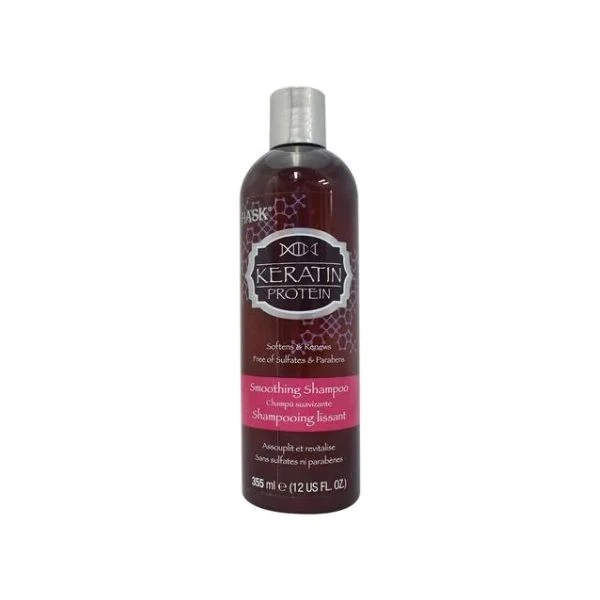 HASK®
KERATIN
PROTEIN
Softens & Renews
Free of Sulfates & Parabens
Smoothing Shampoo
Champú suavizante
Shampooing lissant
Assouplit et revitalise
Sans sulfates ni parabènes
355 ml ℮ (12 US FL. OZ.)